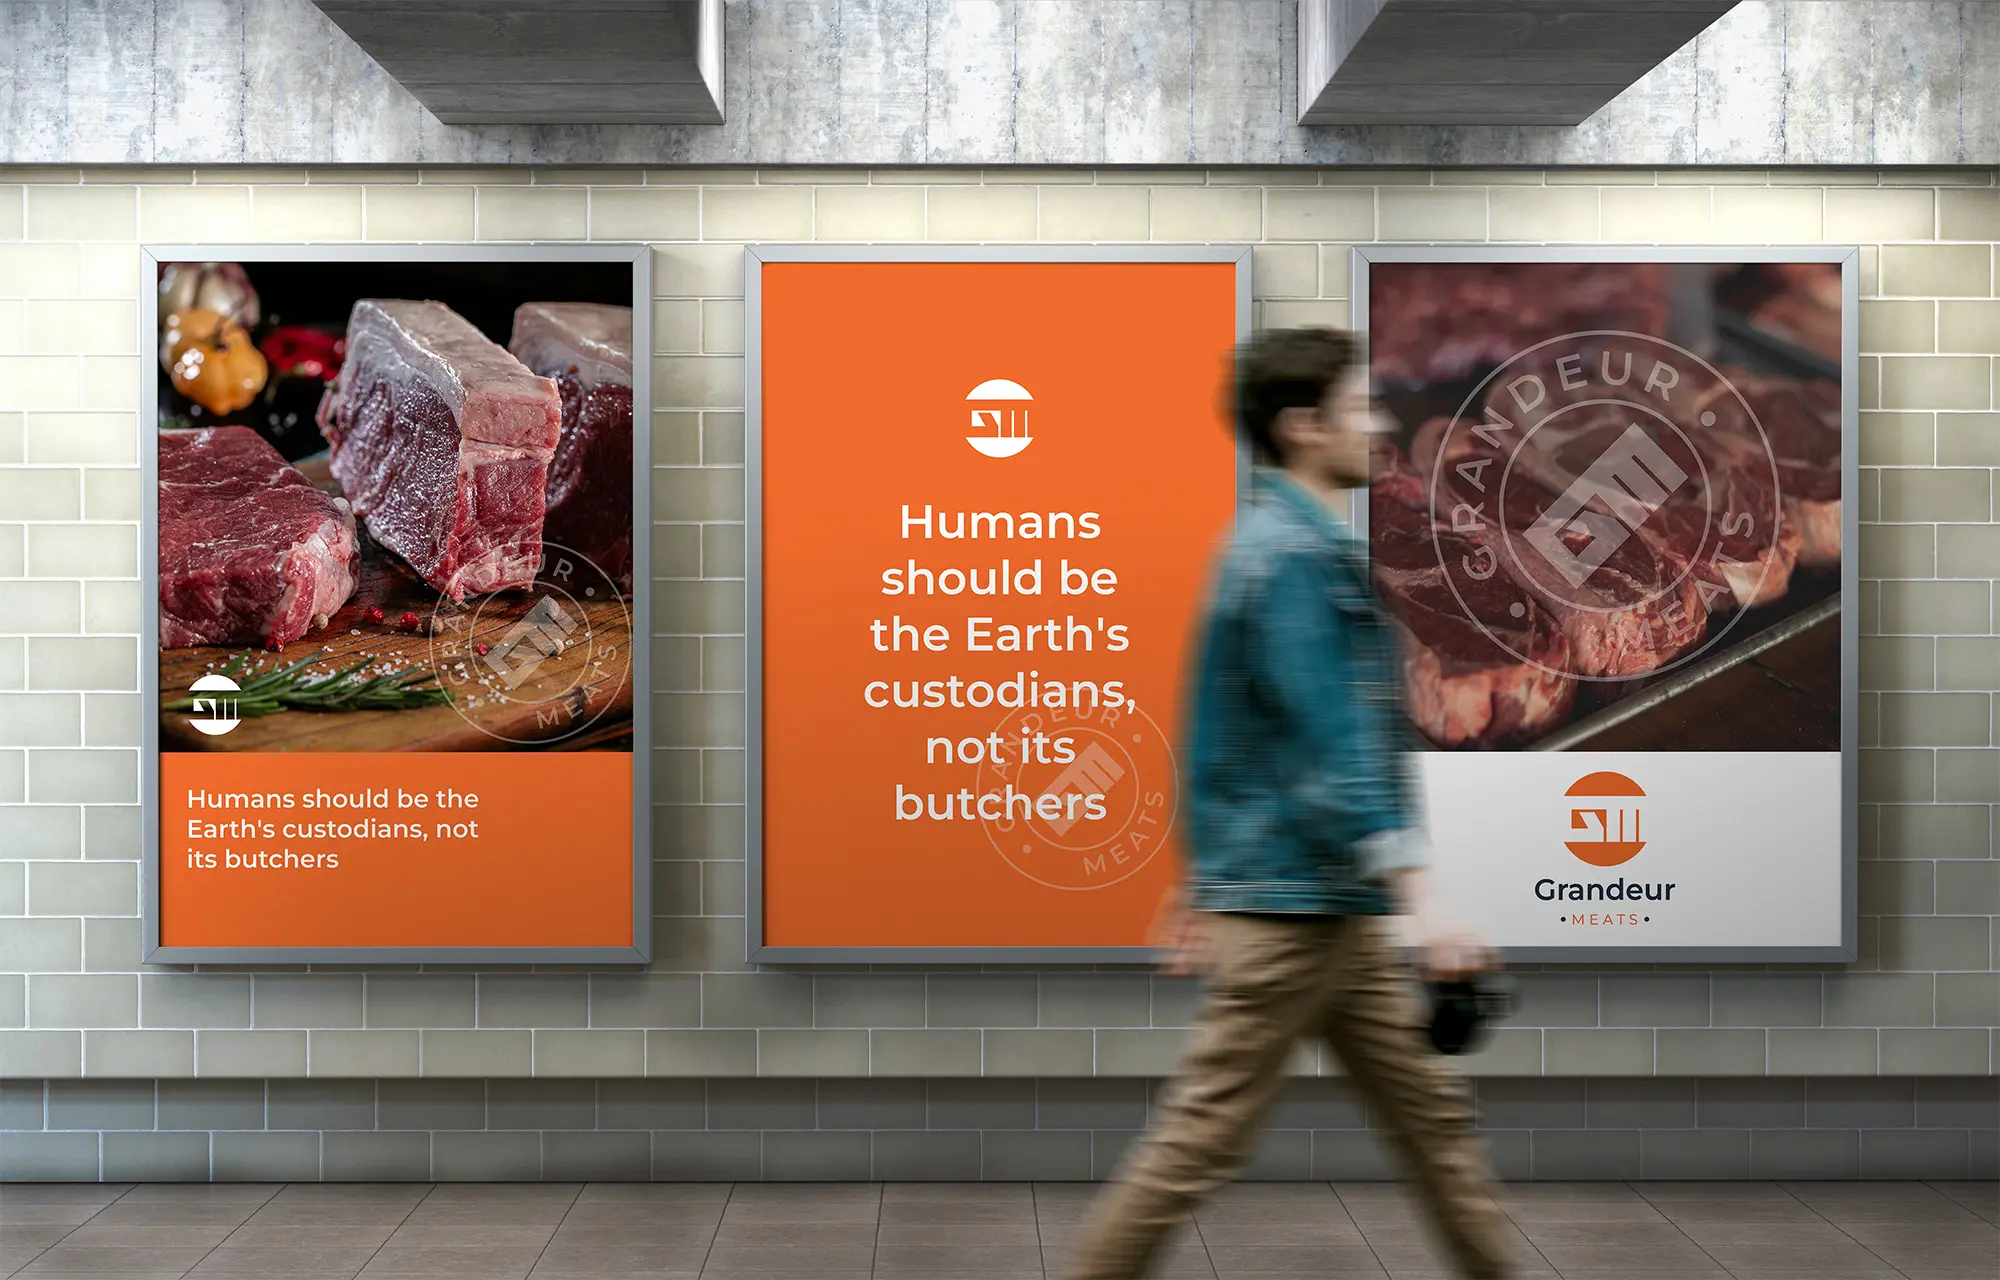 GRANDEUR
MEATS
Humans should be the
Earth's custodians, not
its butchers
Humans
should be
the Earth's
custodians,
not its
butchers
GRANDEUR
MEATS
GRANDEUR
MEATS
Grandeur
• MEATS •